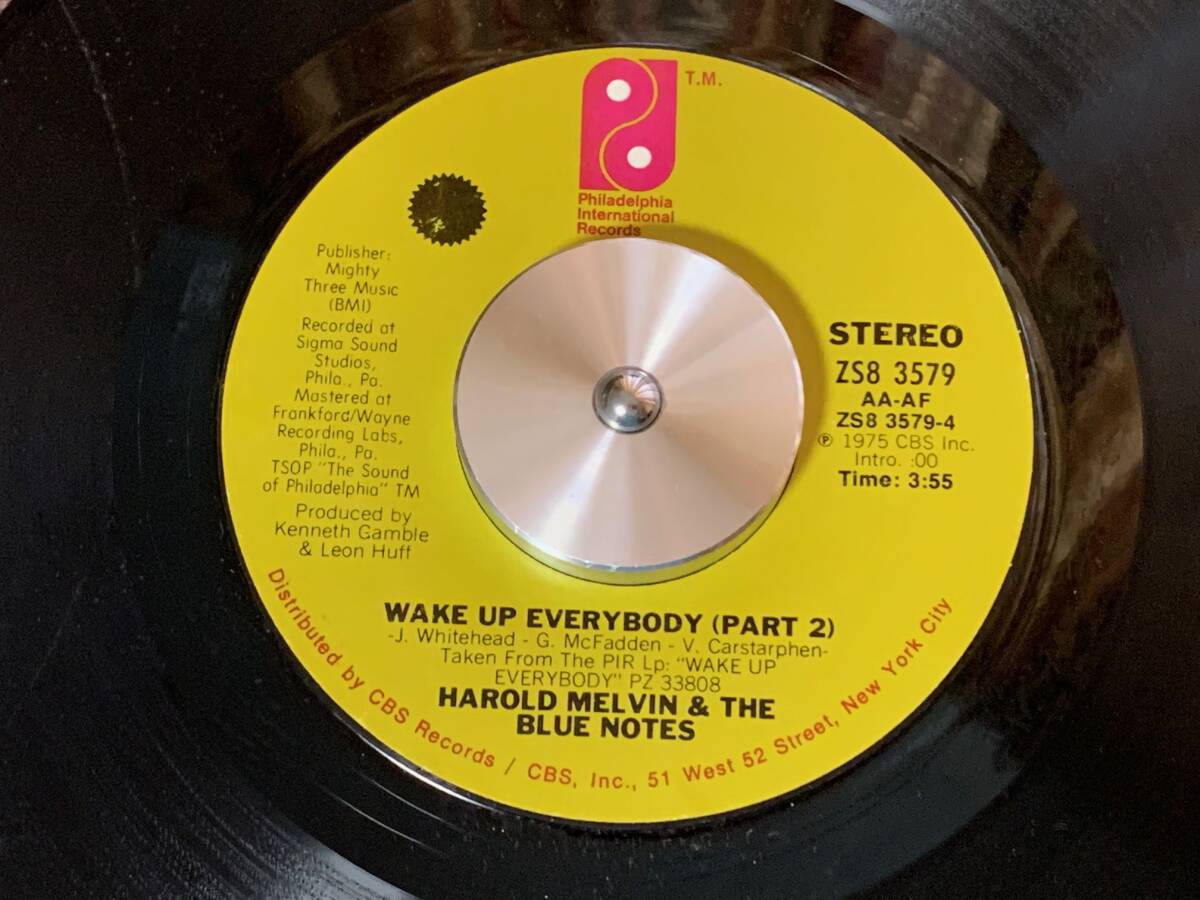 T.M.
Philadelphia
International
Records
Publisher:
Mighty
Three Music
(BMI)
Recorded at
Sigma Sound
Studios,
Phila., Pa.
Mastered at
Frankford/Wayne
Recording Labs,
Phila., Pa.
TSOP "The Sound
of Philadelphia" TM
Produced by
Kenneth Gamble
& Leon Huff
STEREO
ZS8 3579
AA-AF
ZS8 3579-4
℗ 1975 CBS Inc.
Intro. :00
Time: 3:55
WAKE UP EVERYBODY (PART 2)
-J. Whitehead - G. McFadden - V. Carstarphen-
Taken From The PIR Lp: "WAKE UP
EVERYBODY" PZ 33808
HAROLD MELVIN & THE
BLUE NOTES
Distributed by CBS Records / CBS, Inc., 51 West 52 Street, New York City